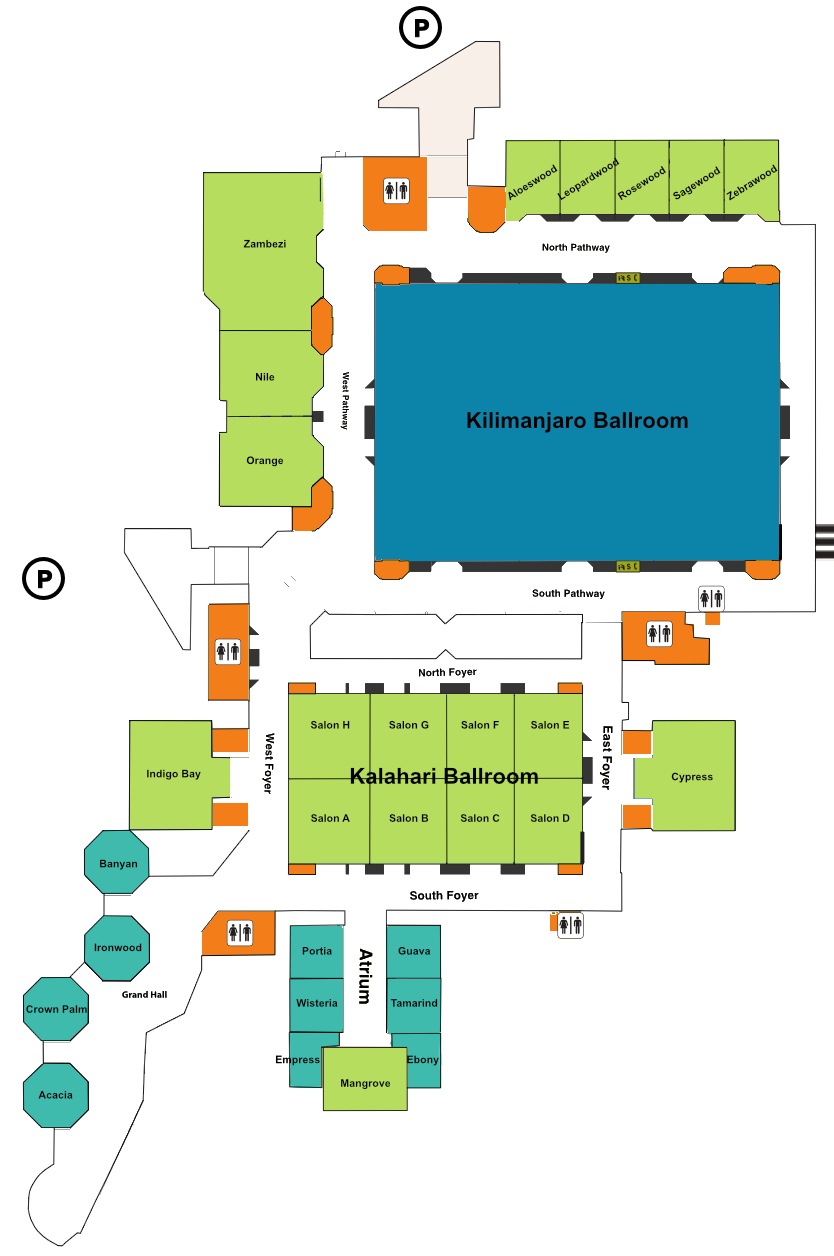 P
Aloeswood
Leopardwood
Rosewood
Sagewood
Zebrawood
Zambezi
North Pathway
Nile
West Pathway
Kilimanjaro Ballroom
Orange
P
South Pathway
North Foyer
Salon H
Salon G
Salon F
Salon E
West Foyer
East Foyer
Indigo Bay
Kalahari Ballroom
Cypress
Salon A
Salon B
Salon C
Salon D
Banyan
South Foyer
Ironwood
Portia
Atrium
Guava
Grand Hall
Crown Palm
Wisteria
Tamarind
Empress
Ebony
Mangrove
Acacia